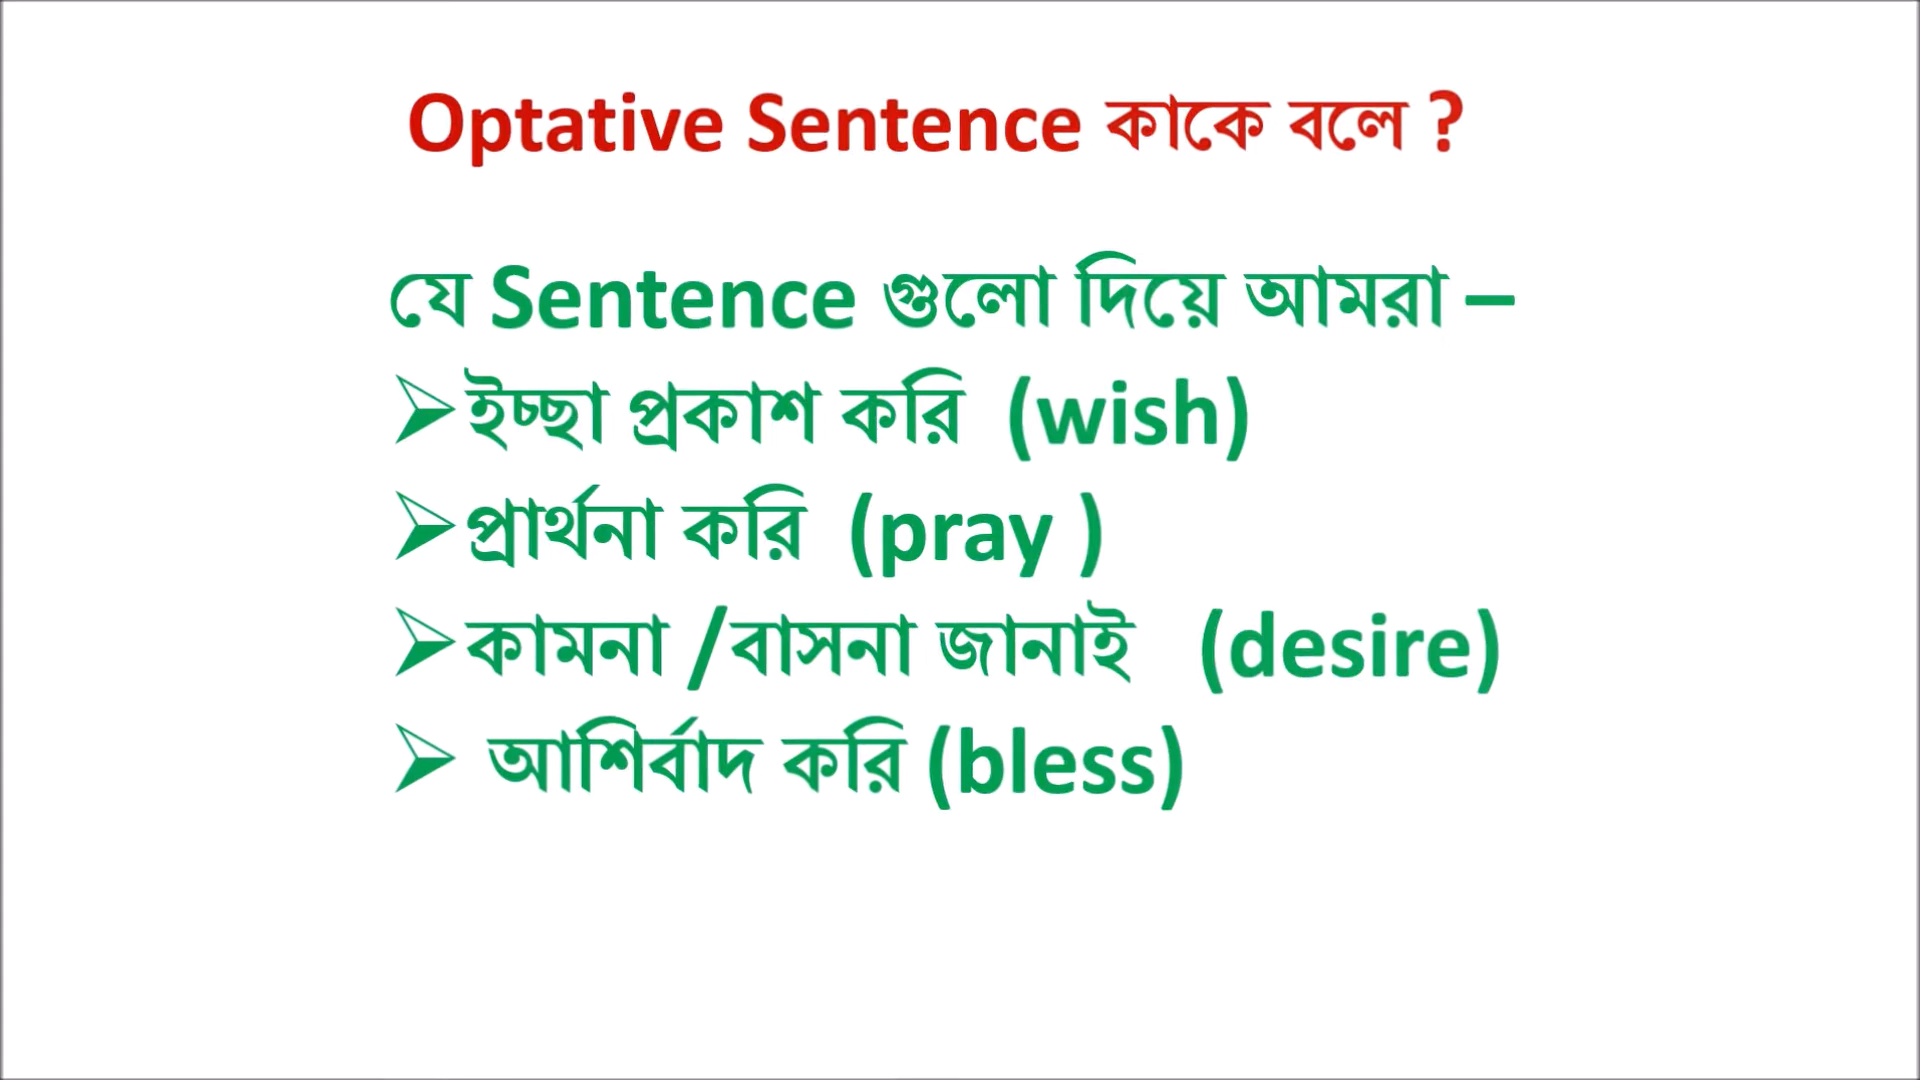 Optative Sentence কাকে বলে ?
যে Sentence গুলো দিয়ে আমরা –
➢ইচ্ছা প্রকাশ করি (wish)
➢প্রার্থনা করি (pray )
➢কামনা /বাসনা জানাই (desire)
➢ আশির্বাদ করি (bless)